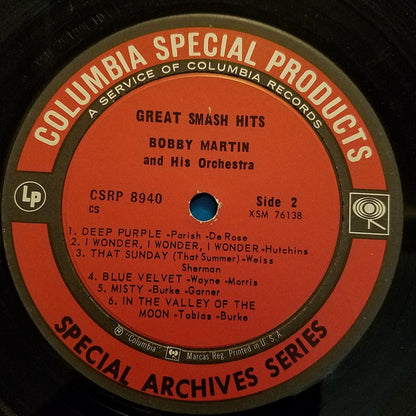 COLUMBIA SPECIAL PRODUCTS
A SERVICE OF COLUMBIA RECORDS
GREAT SMASH HITS
BOBBY MARTIN
and His Orchestra
LP
CSRP 8940
CS
Side 2
XSM 76138
1. DEEP PURPLE -Parish -De Rose
2. I WONDER, I WONDER, I WONDER -Hutchins
3. THAT SUNDAY (That Summer) -Weiss
Sherman
4. BLUE VELVET -Wayne -Morris
5. MISTY -Burke -Garner
6. IN THE VALLEY OF THE
MOON -Tobias -Burke
® "Columbia" Marcas Reg. Printed in U. S. A.
SPECIAL ARCHIVES SERIES